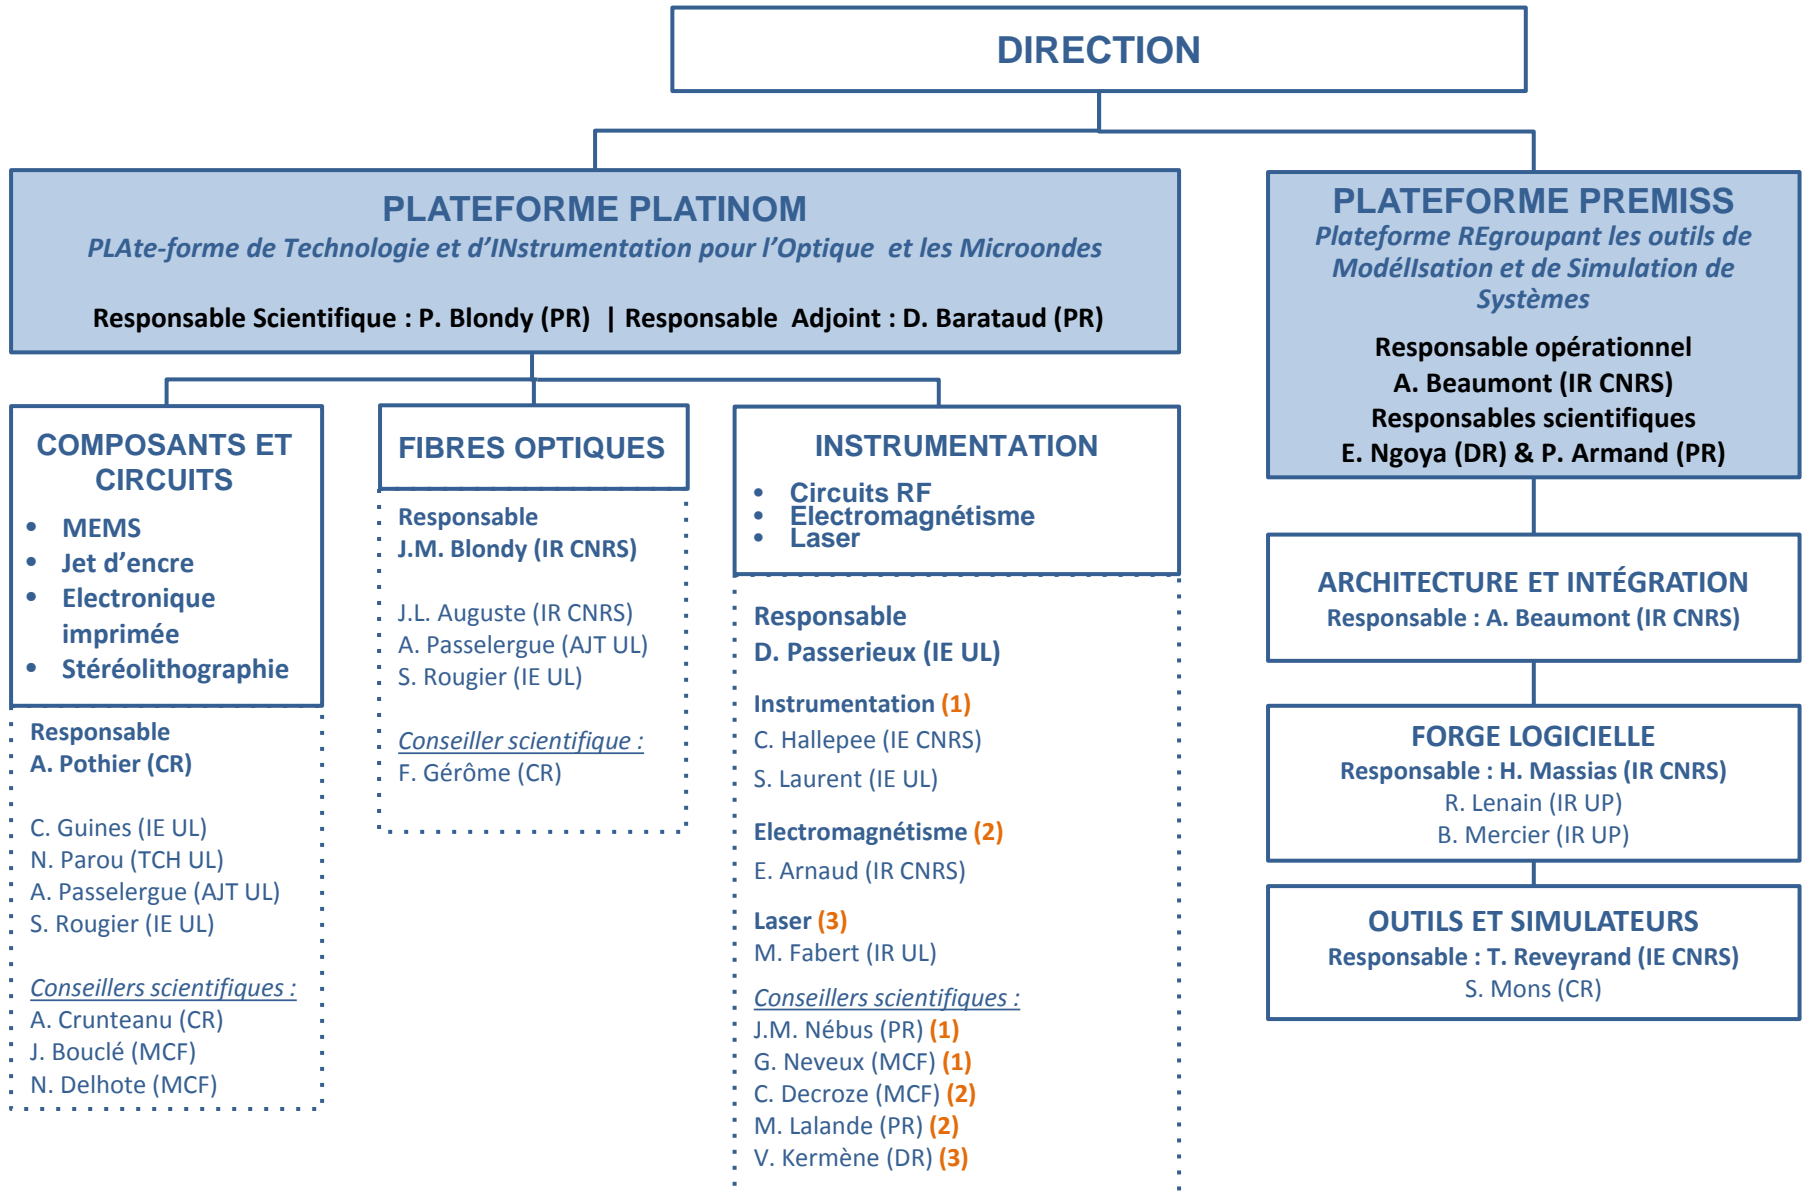 DIRECTION
PLATEFORME PLATINOM
PLAte-forme de Technologie et d'INstrumentation pour l'Optique et les Microondes
Responsable Scientifique : P. Blondy (PR) | Responsable Adjoint : D. Barataud (PR)
COMPOSANTS ET
CIRCUITS
• MEMS
• Jet d'encre
• Electronique
imprimée
• Stéréolithographie
Responsable
A. Pothier (CR)
C. Guines (IE UL)
N. Parou (TCH UL)
A. Passelergue (AJT UL)
S. Rougier (IE UL)
Conseillers scientifiques :
A. Crunteanu (CR)
J. Bouclé (MCF)
N. Delhote (MCF)
FIBRES OPTIQUES
Responsable
J.M. Blondy (IR CNRS)
J.L. Auguste (IR CNRS)
A. Passelergue (AJT UL)
S. Rougier (IE UL)
Conseiller scientifique :
F. Gérôme (CR)
INSTRUMENTATION
• Circuits RF
• Electromagnétisme
• Laser
Responsable
D. Passerieux (IE UL)
Instrumentation (1)
C. Hallepee (IE CNRS)
S. Laurent (IE UL)
Electromagnétisme (2)
E. Arnaud (IR CNRS)
Laser (3)
M. Fabert (IR UL)
Conseillers scientifiques :
J.M. Nébus (PR) (1)
G. Neveux (MCF) (1)
C. Decroze (MCF) (2)
M. Lalande (PR) (2)
V. Kermène (DR) (3)
PLATEFORME PREMISS
Plateforme REgroupant les outils de
ModélIsation et de Simulation de
Systèmes
Responsable opérationnel
A. Beaumont (IR CNRS)
Responsables scientifiques
E. Ngoya (DR) & P. Armand (PR)
ARCHITECTURE ET INTÉGRATION
Responsable : A. Beaumont (IR CNRS)
FORGE LOGICIELLE
Responsable : H. Massias (IR CNRS)
R. Lenain (IR UP)
B. Mercier (IR UP)
OUTILS ET SIMULATEURS
Responsable : T. Reveyrand (IE CNRS)
S. Mons (CR)